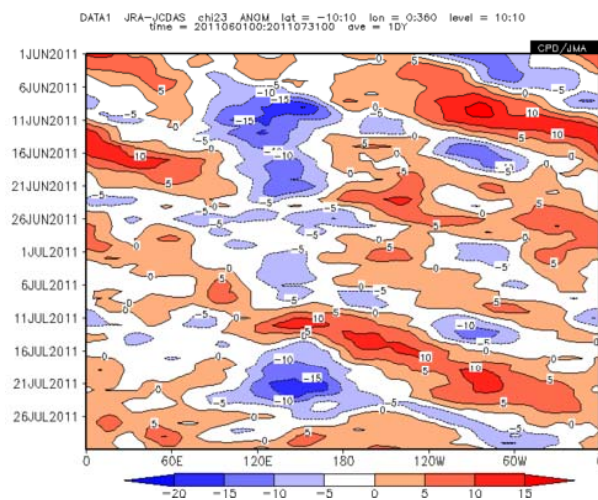 DATA1 JRA-JCDAS chi23 ANOM lat = -10:10 lon = 0:360 level = 10:10
time = 2011060100:2011073100 ave = 1DY
CPD/JMA
1JUN2011
6JUN2011
11JUN2011
16JUN2011
21JUN2011
26JUN2011
1JUL2011
6JUL2011
11JUL2011
16JUL2011
21JUL2011
26JUL2011
0 60E 120E 180 120W 60W 0
-20 -15 -10 -5 0 5 10 15